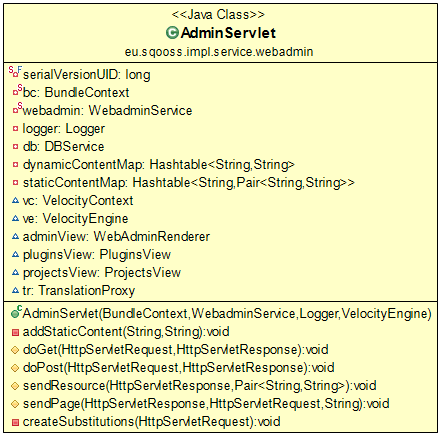 <<Java Class>>
AdminServlet
eu.sqooss.impl.service.webadmin
serialVersionUID: long
bc: BundleContext
webadmin: WebadminService
logger: Logger
db: DBService
dynamicContentMap: Hashtable<String,String>
staticContentMap: Hashtable<String,Pair<String,String>>
vc: VelocityContext
ve: VelocityEngine
adminView: WebAdminRenderer
pluginsView: PluginsView
projectsView: ProjectsView
tr: TranslationProxy
AdminServlet(BundleContext,WebadminService,Logger,VelocityEngine)
addStaticContent(String,String):void
doGet(HttpServletRequest,HttpServletResponse):void
doPost(HttpServletRequest,HttpServletResponse):void
sendResource(HttpServletResponse,Pair<String,String>):void
sendPage(HttpServletResponse,HttpServletRequest,String):void
createSubstitutions(HttpServletRequest):void